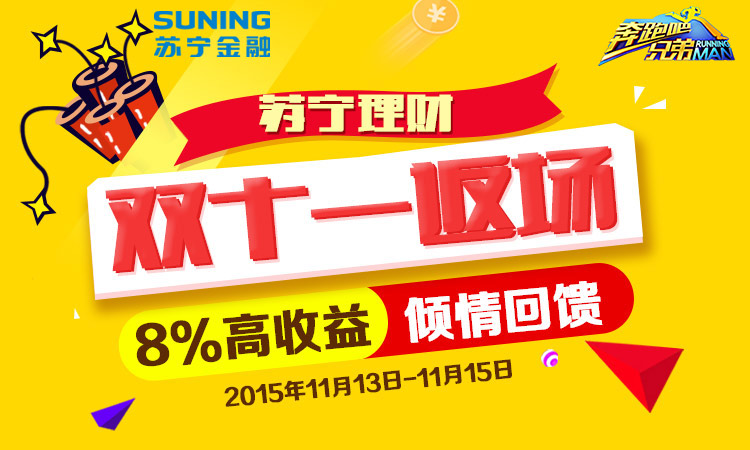 SUNING
苏宁金融
奔跑吧
兄弟
RUNNING
MAN
苏宁理财
双十一返场
8%高收益 倾情回馈
2015年11月13日-11月15日